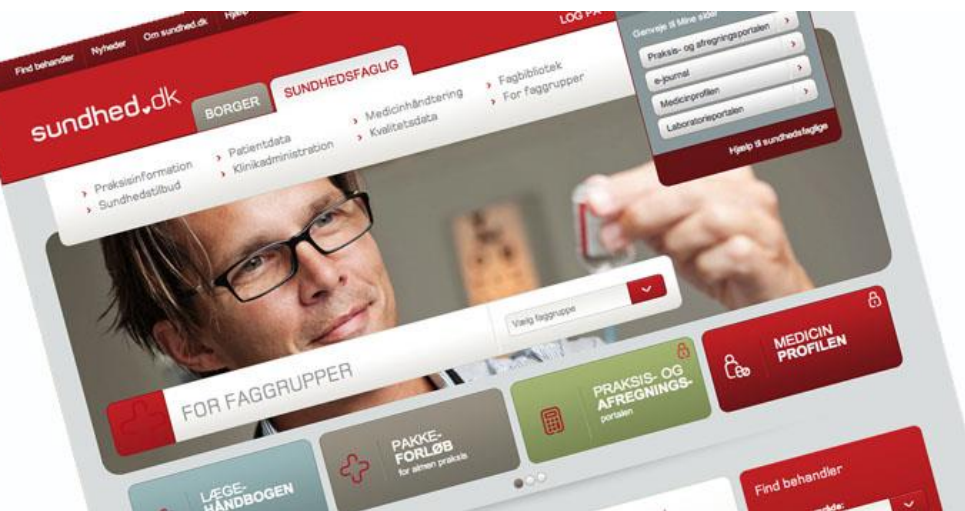 Find behandler
Nyheder
Om sundhed.dk
Hjælp
LOG PÅ
sundhed.dk
BORGER
SUNDHEDSFAGLIG
› Praksisinformation
› Sundhedstilbud
› Patientdata
› Klinikadministration
› Medicinhåndtering
› Kvalitetsdata
› Fagbibliotek
› For faggrupper
Genveje til Mine sider
Praksis- og afregningsportalen
e-journal
Medicinprofilen
Laboratorieportalen
Hjælp til sundhedsfaglige
FOR FAGGRUPPER
Vælg faggruppe
LÆGE-
HÅNDBOGEN
PAKKE-
FORLØB
for almen praksis
PRAKSIS- OG
AFREGNINGS-
portalen
MEDICIN
PROFILEN
Find behandler